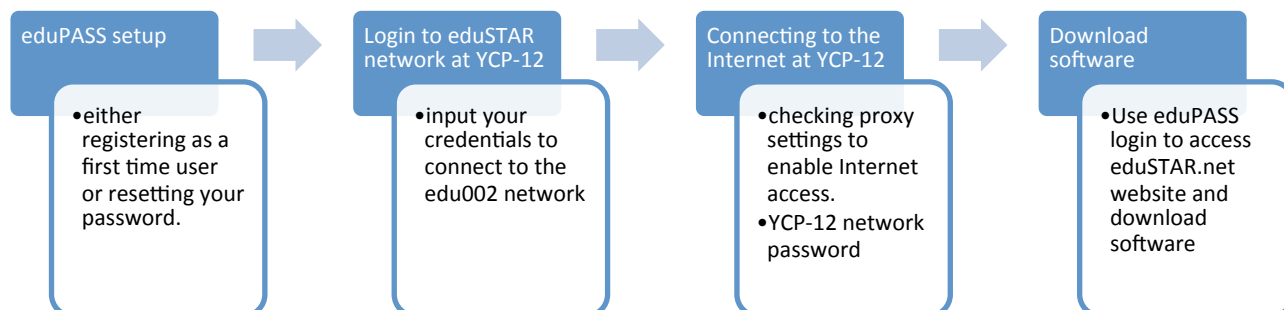 eduPASS setup
•either
registering as a
first time user
or resetting your
password.
Login to eduSTAR
network at YCP-12
•input your
credentials to
connect to the
edu002 network
Connecting to the
Internet at YCP-12
•checking proxy
settings to
enable Internet
access.
•YCP-12 network
password
Download
software
•Use eduPASS
login to access
eduSTAR.net
website and
download
software